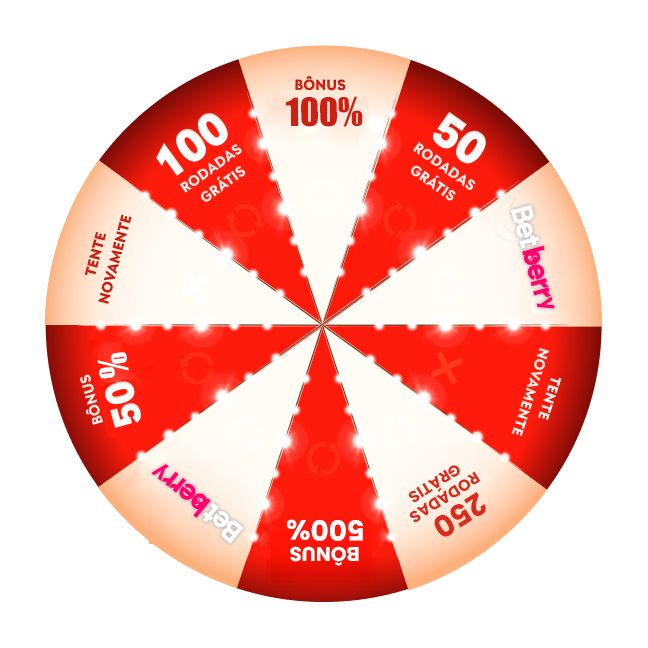 BÔNUS
100%
50
RODADAS
GRÁTIS
Betberry
TENTE
NOVAMENTE
250
RODADAS
GRÁTIS
BÔNUS
500%
Betberry
BÔNUS
50%
TENTE
NOVAMENTE
100
RODADAS
GRÁTIS